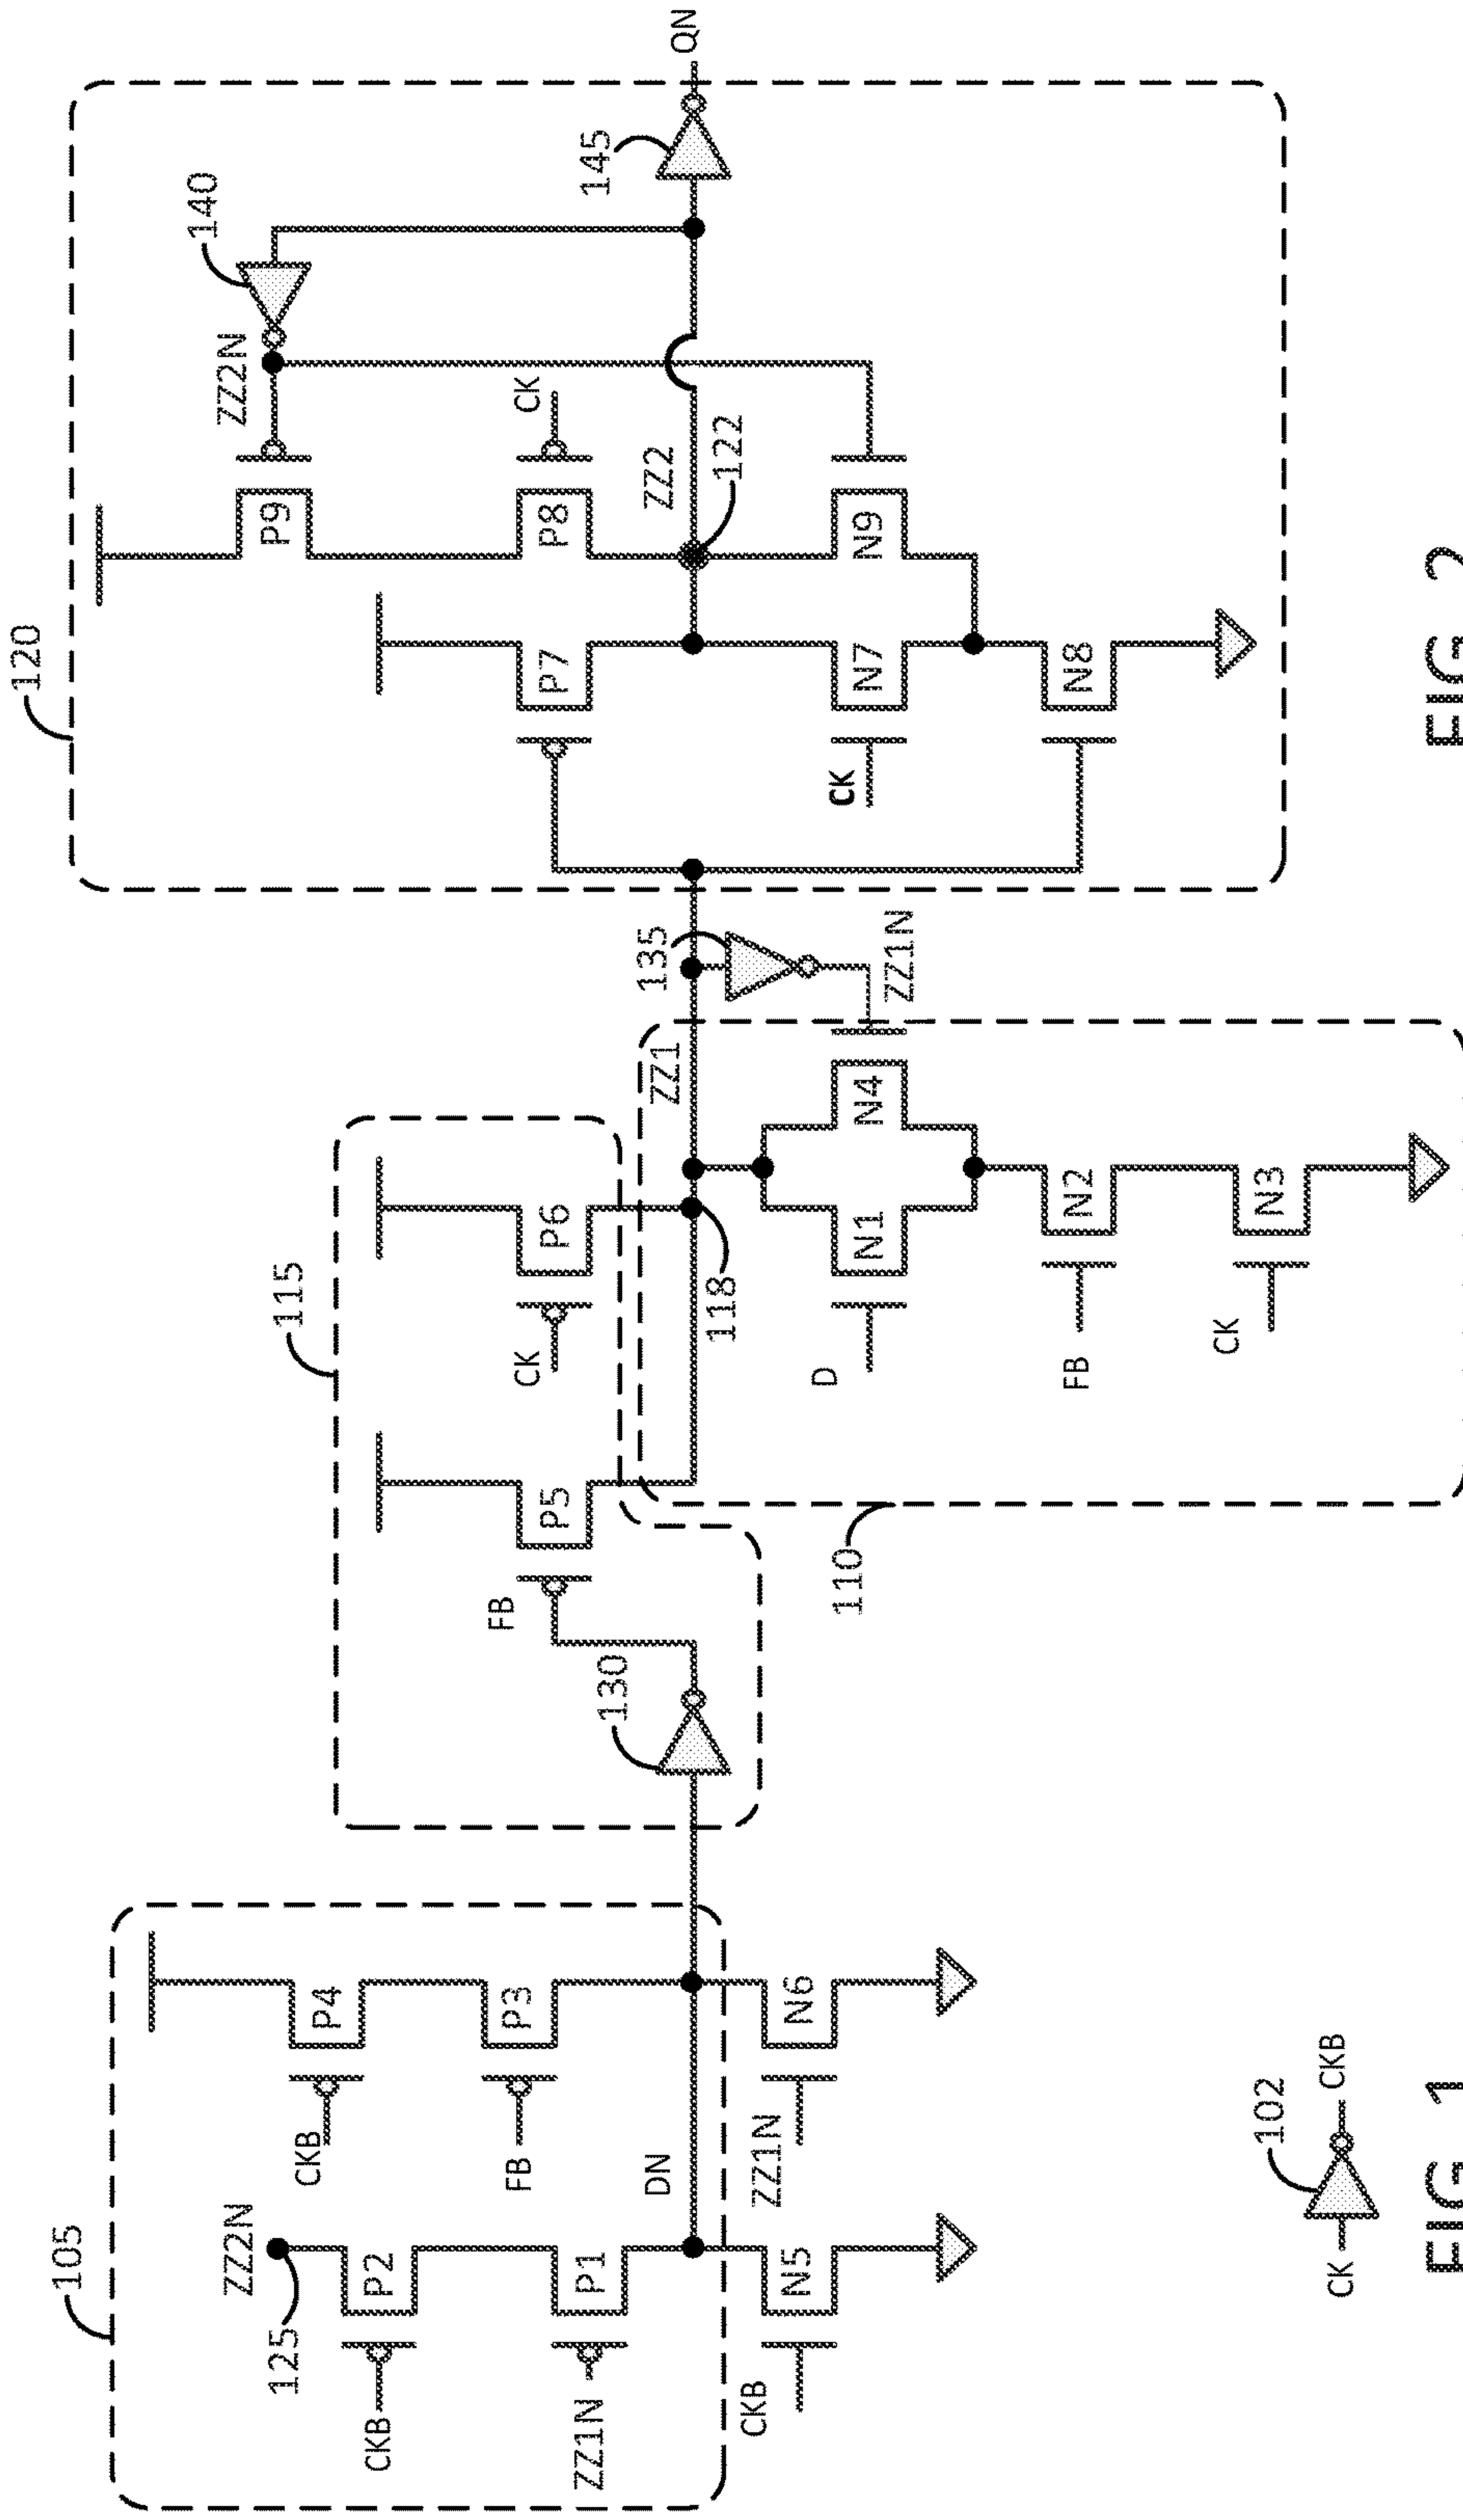 105
ZZ2N
125
P2
CKB
P1
ZZ1N
CKB
N5
DN
P4
CKB
P3
FB
ZZ1N
N6
115
130
FB
P5
CK
P6
118
ZZ1
110
D
N1
N4
FB
N2
CK
N3
135
ZZ1N
120
P9
ZZ2N
140
P7
P8
CK
ZZ2
122
CK
N7
N9
N8
145
QN
CK
102
CKB
FIG 1
FIG 2